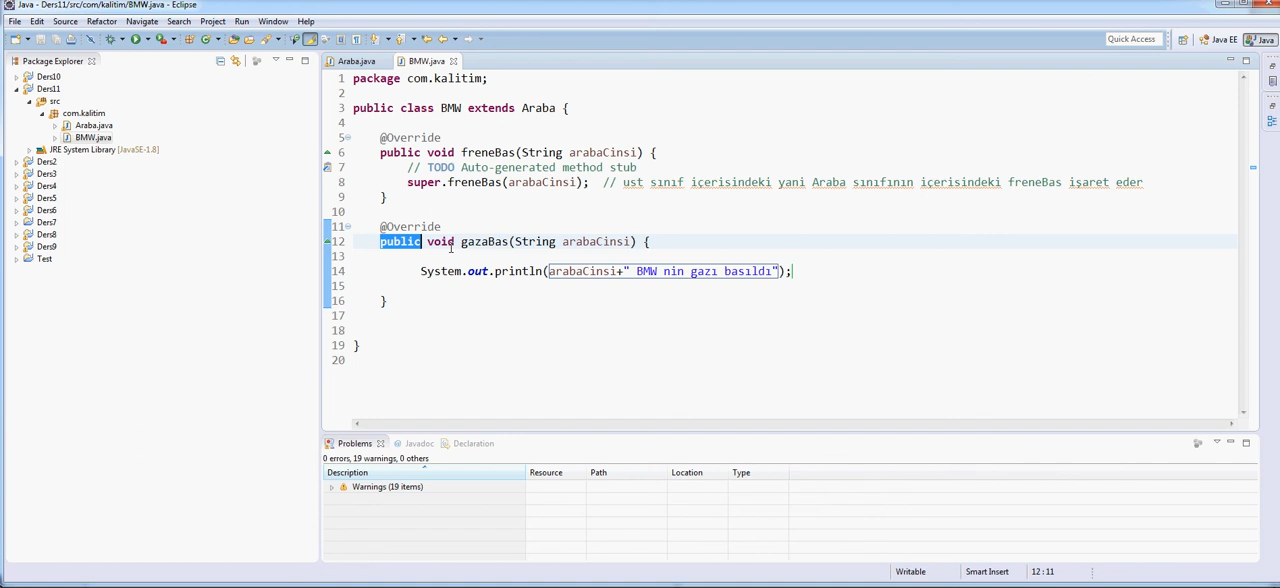 Java - Ders11/src/com/kalitim/BMW.java - Eclipse
File Edit Source Refactor Navigate Search Project Run Window Help
Quick Access Java EE Java
Package Explorer
Araba.java BMW.java
Ders10
Ders11
src
com.kalitim
Araba.java
BMW.java
JRE System Library [JavaSE-1.8]
Ders2
Ders3
Ders4
Ders5
Ders6
Ders7
Ders8
Ders9
Test
1 package com.kalitim;
2
3 public class BMW extends Araba {
4
5 @Override
6 public void freneBas(String arabaCinsi) {
7 // TODO Auto-generated method stub
8 super.freneBas(arabaCinsi); // ust sınıf içerisindeki yani Araba sınıfının içerisindeki freneBas işaret eder
9 }
10
11 @Override
12 public void gazaBas(String arabaCinsi) {
13
14 System.out.println(arabaCinsi+" BMW nin gazı basıldı");
15
16 }
17
18
19 }
20
Problems Javadoc Declaration
0 errors, 19 warnings, 0 others
Description Resource Path Location Type
Warnings (19 items)
Writable Smart Insert 12 : 11